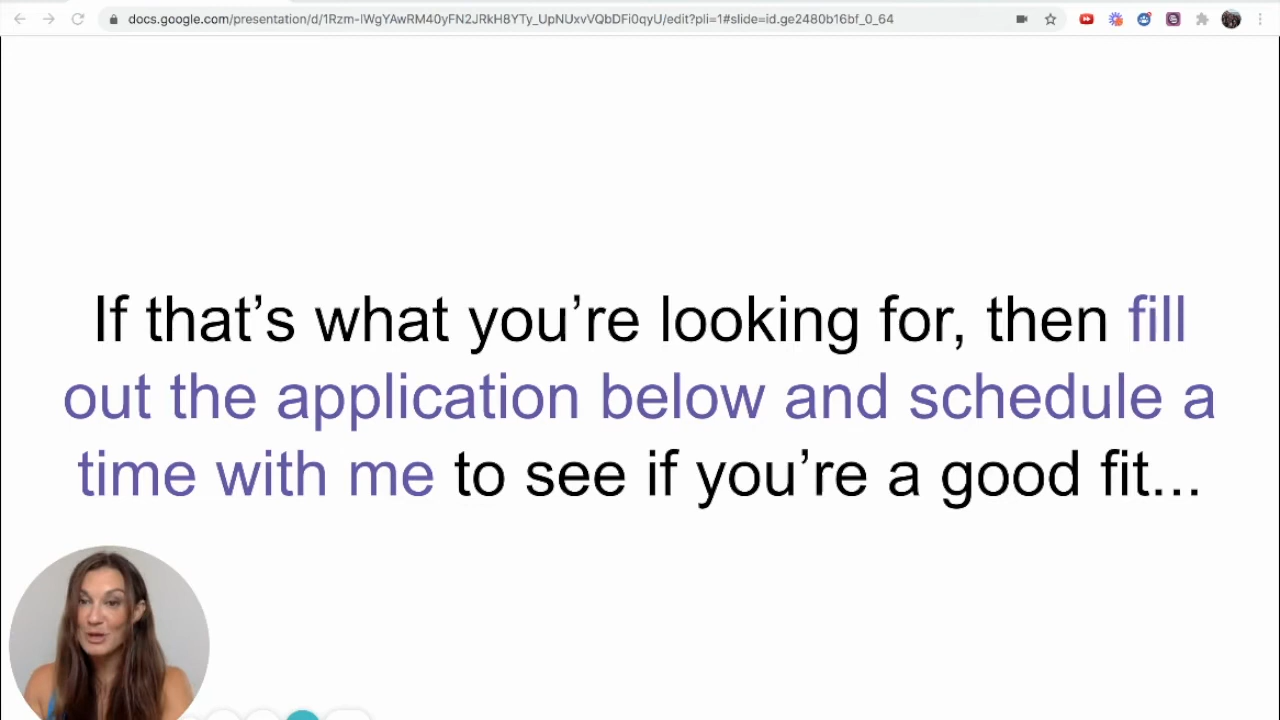 docs.google.com/presentation/d/1Rzm-IWgYAwRM40yFN2JRkH8YTy_UpNUxvVQbDFi0qyU/edit?pli=1#slide=id.ge2480b16bf_0_64
If that’s what you’re looking for, then fill
out the application below and schedule a
time with me to see if you’re a good fit...